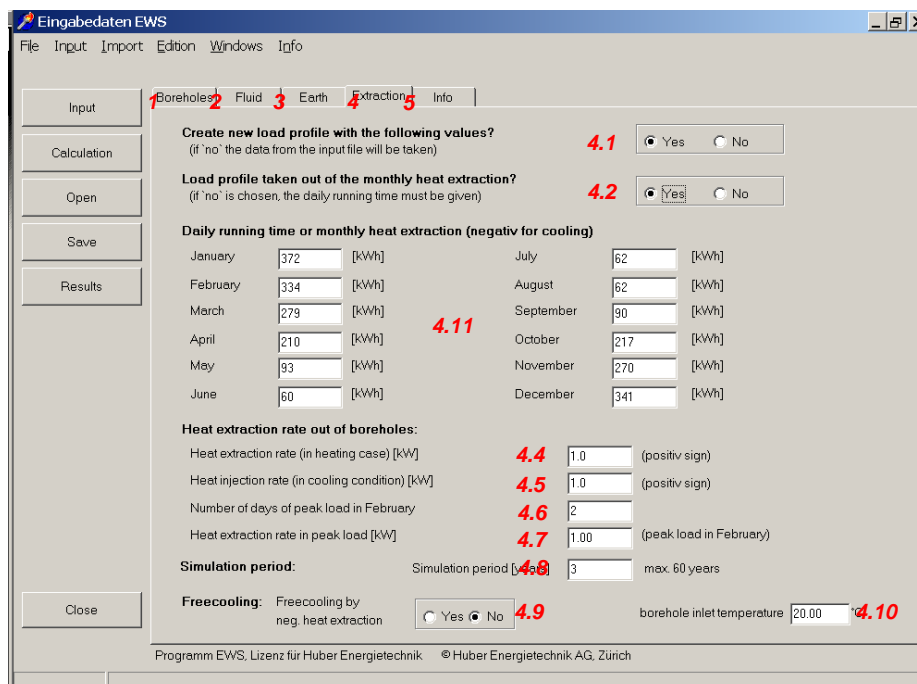 Eingabedaten EWS
File Input Import Edition Windows Info
Input
Calculation
Open
Save
Results
Close
1 Boreholes 2 Fluid 3 Earth 4 Extraction 5 Info
Create new load profile with the following values? 4.1 Yes No
(if `no` the data from the input file will be taken)
Load profile taken out of the monthly heat extraction? 4.2 Yes No
(if `no` is chosen, the daily running time must be given)
Daily running time or monthly heat extraction (negativ for cooling)
January 372 [kWh] July 62 [kWh]
February 334 [kWh] August 62 [kWh]
March 279 [kWh] September 90 [kWh]
4.11
April 210 [kWh] October 217 [kWh]
May 93 [kWh] November 270 [kWh]
June 60 [kWh] December 341 [kWh]
Heat extraction rate out of boreholes:
Heat extraction rate (in heating case) [kW] 4.4 1.0 (positiv sign)
Heat injection rate (in cooling condition) [kW] 4.5 1.0 (positiv sign)
Number of days of peak load in February 4.6 2
Heat extraction rate in peak load [kW] 4.7 1.00 (peak load in February)
Simulation period: Simulation period [years] 4.8 3 max. 60 years
Freecooling: Freecooling by neg. heat extraction Yes No 4.9 borehole inlet temperature 20.00 °C 4.10
Programm EWS, Lizenz für Huber Energietechnik © Huber Energietechnik AG, Zürich